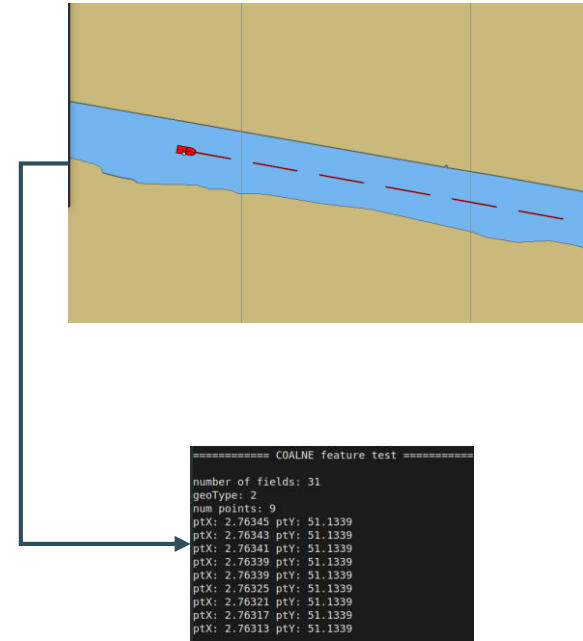 ============ COALNE feature test ===========
number of fields: 31
geoType: 2
num points: 9
ptX: 2.76345 ptY: 51.1339
ptX: 2.76343 ptY: 51.1339
ptX: 2.76341 ptY: 51.1339
ptX: 2.76339 ptY: 51.1339
ptX: 2.76339 ptY: 51.1339
ptX: 2.76325 ptY: 51.1339
ptX: 2.76321 ptY: 51.1339
ptX: 2.76317 ptY: 51.1339
ptX: 2.76313 ptY: 51.1339